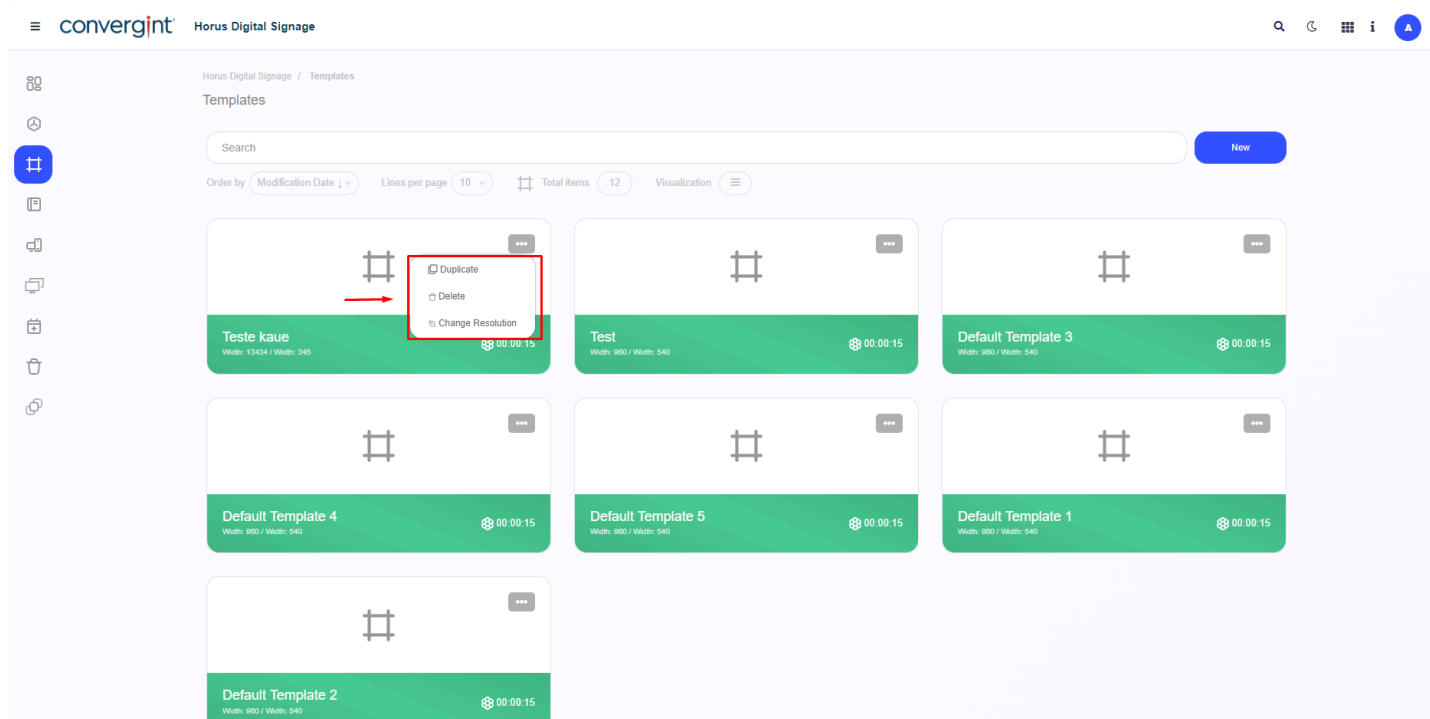 convergint Horus Digital Signage
A
Horus Digital Signage / Templates
Templates
Search
New
Order by Modification Date ↓ Lines per page 10 Total items 12 Visualization
Duplicate
Delete
Change Resolution
Teste kaue
Width: 13434 / Width: 345
00:00:15
Test
Width: 960 / Width: 540
00:00:15
Default Template 3
Width: 960 / Width: 540
00:00:15
Default Template 4
Width: 960 / Width: 540
00:00:15
Default Template 5
Width: 960 / Width: 540
00:00:15
Default Template 1
Width: 960 / Width: 540
00:00:15
Default Template 2
Width: 960 / Width: 540
00:00:15